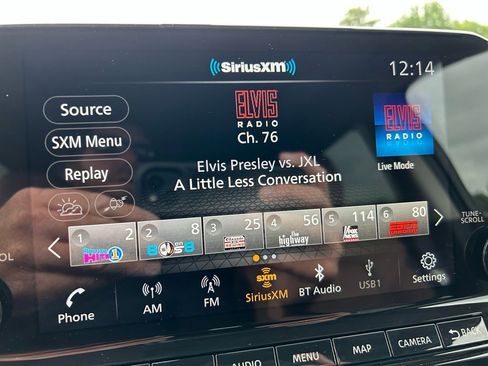 SiriusXM
12:14
ELVIS
RADIO
Ch. 76
ELVIS
RADIO
Live Mode
Source
SXM Menu
Replay
Elvis Presley vs. JXL
A Little Less Conversation
1 2
2 8
3 25
4 56
5 114
6 80
the highway
TUNE·
SCROLL
Phone
AM
FM
sxm
SiriusXM
BT Audio
USB1
Settings
AUDIO
MENU
MAP
CAMERA
BACK